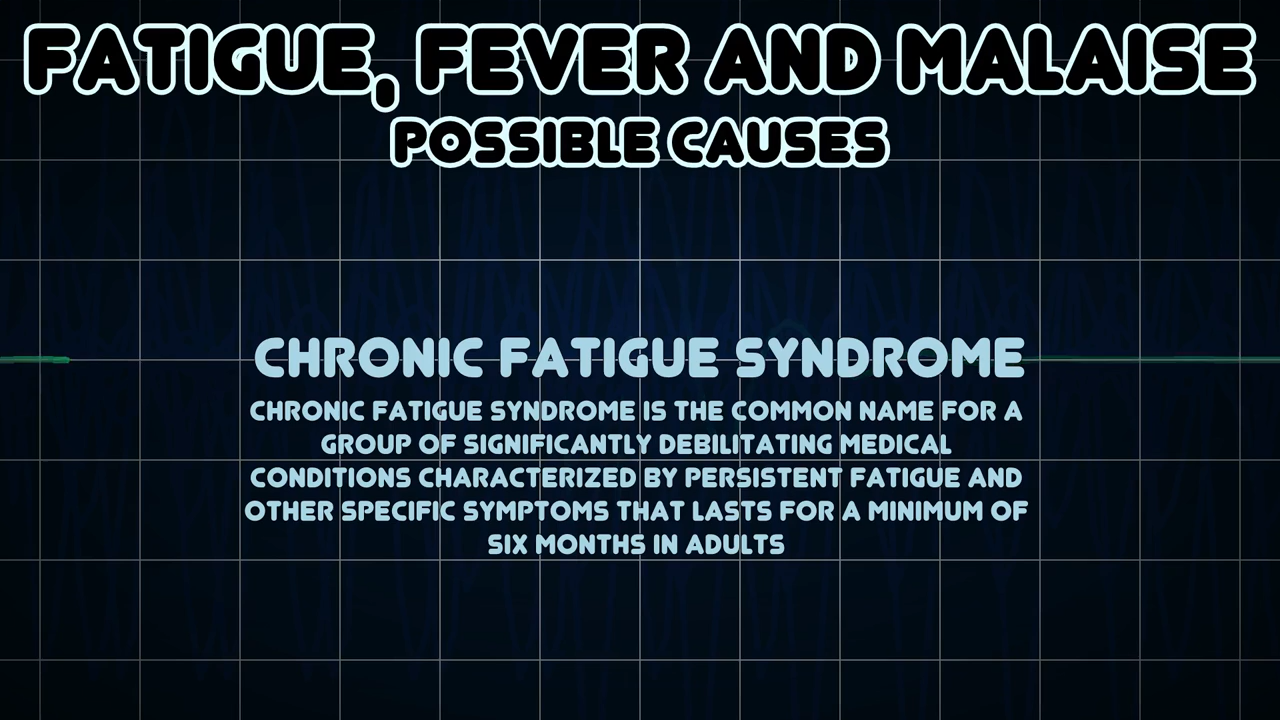 FATIGUE, FEVER AND MALAISE
POSSIBLE CAUSES
CHRONIC FATIGUE SYNDROME
CHRONIC FATIGUE SYNDROME IS THE COMMON NAME FOR A
GROUP OF SIGNIFICANTLY DEBILITATING MEDICAL
CONDITIONS CHARACTERIZED BY PERSISTENT FATIGUE AND
OTHER SPECIFIC SYMPTOMS THAT LASTS FOR A MINIMUM OF
SIX MONTHS IN ADULTS